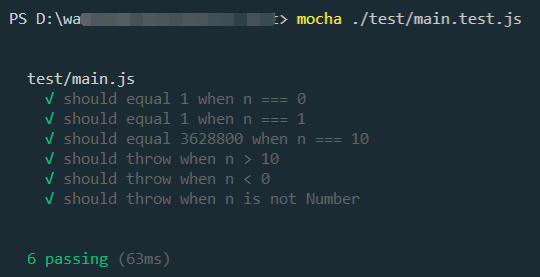 PS D:\wa t> mocha ./test/main.test.js
test/main.js
√ should equal 1 when n === 0
√ should equal 1 when n === 1
√ should equal 3628800 when n === 10
√ should throw when n > 10
√ should throw when n < 0
√ should throw when n is not Number
6 passing (63ms)